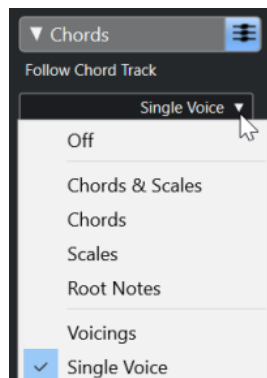 Chords
Follow Chord Track
Single Voice
Off
Chords & Scales
Chords
Scales
Root Notes
Voicings
Single Voice